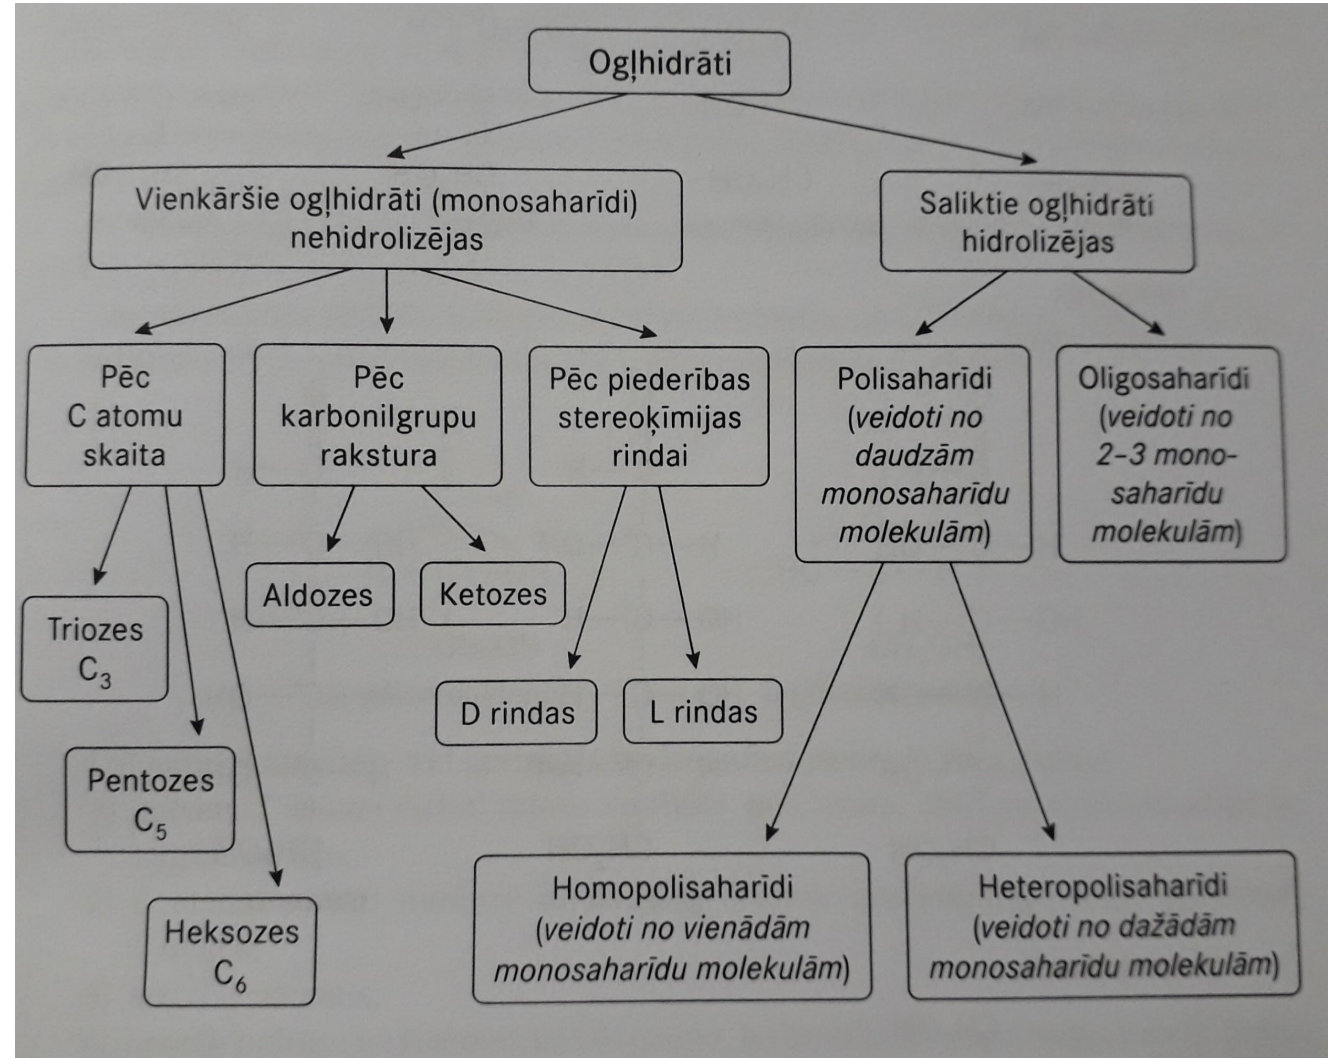 Ogļhidrāti
Vienkāršie ogļhidrāti (monosaharīdi)
nehidrolizējas
Saliktie ogļhidrāti
hidrolizējas
Pēc
C atomu
skaita
Pēc
karbonilgrupu
rakstura
Pēc piederības
stereoķīmijas
rindai
Polisaharīdi
(veidoti no
daudzām
monosaharīdu
molekulām)
Oligosaharīdi
(veidoti no
2–3 mono-
saharīdu
molekulām)
Aldozes
Ketozes
Triozes
C₃
D rindas
L rindas
Pentozes
C₅
Heksozes
C₆
Homopolisaharīdi
(veidoti no vienādām
monosaharīdu molekulām)
Heteropolisaharīdi
(veidoti no dažādām
monosaharīdu molekulām)